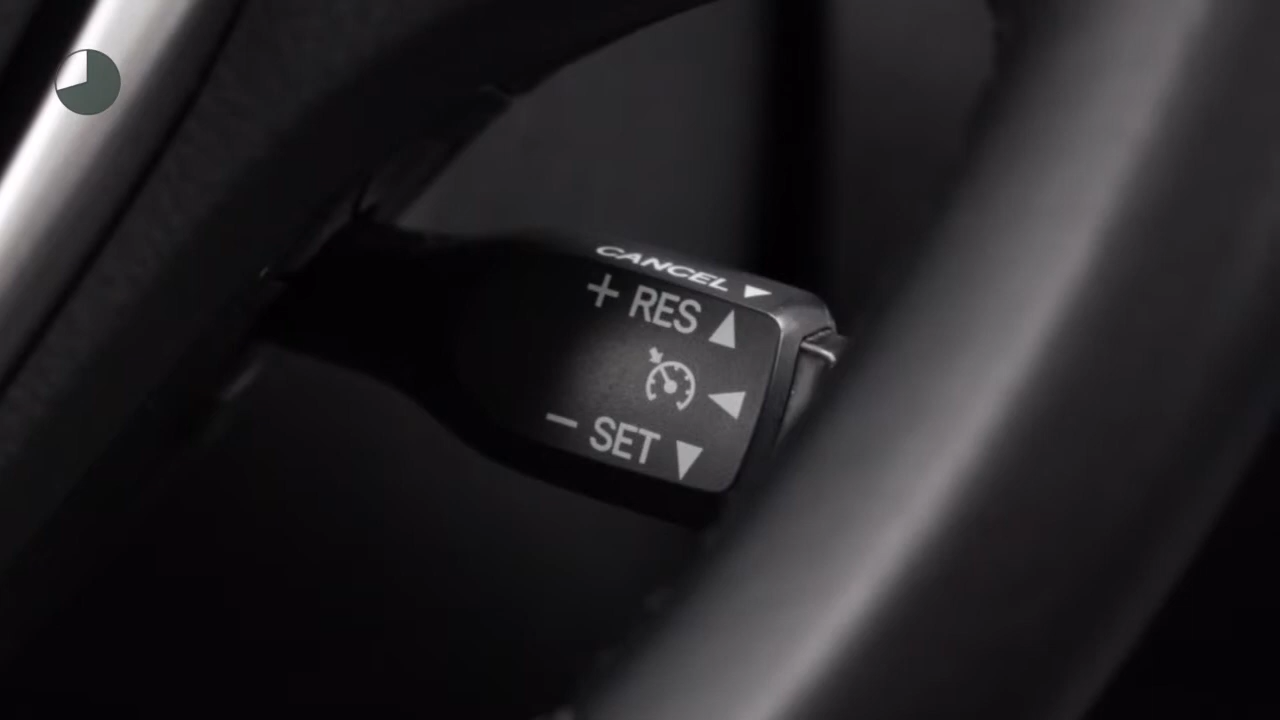 CANCEL ▼
+ RES ▲
◀
− SET ▼